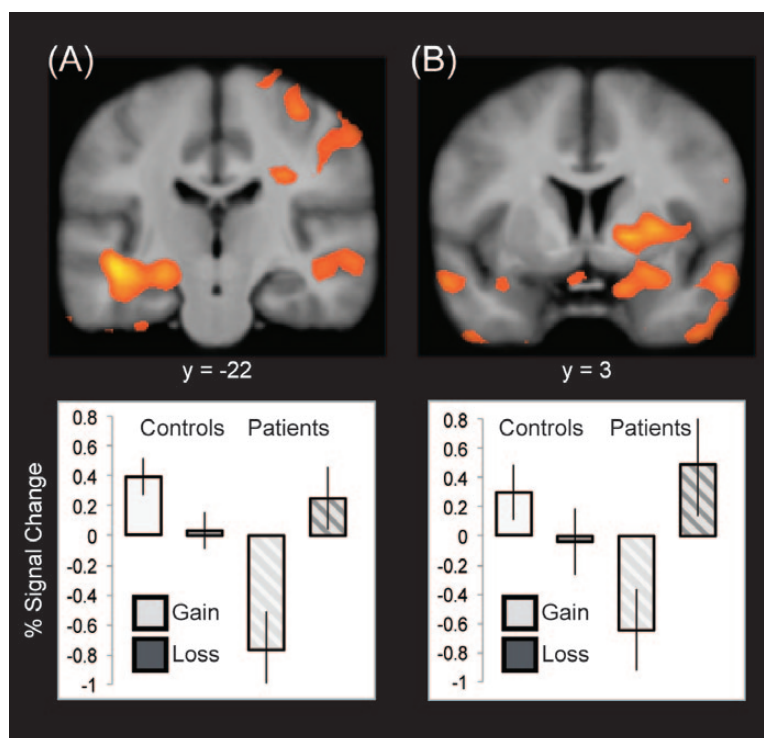 (A)
(B)
y = -22
y = 3
% Signal Change
0.8
0.6
0.4
0.2
0
-0.2
-0.4
-0.6
-0.8
-1
Controls Patients
Gain
Loss
0.8
0.6
0.4
0.2
0
-0.2
-0.4
-0.6
-0.8
-1
Controls Patients
Gain
Loss